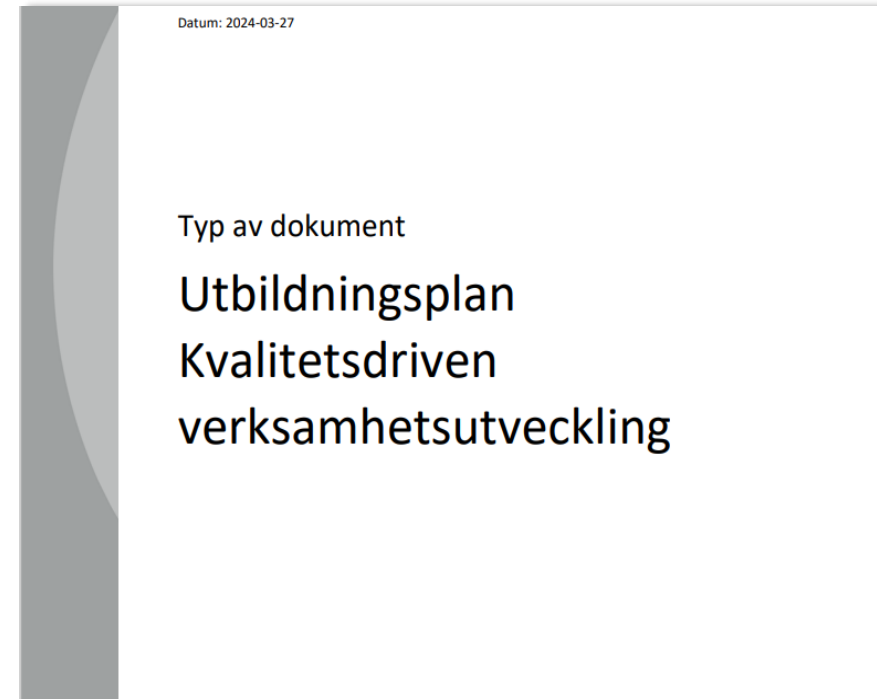 Datum: 2024-03-27
Typ av dokument
Utbildningsplan
Kvalitetsdriven
verksamhetsutveckling